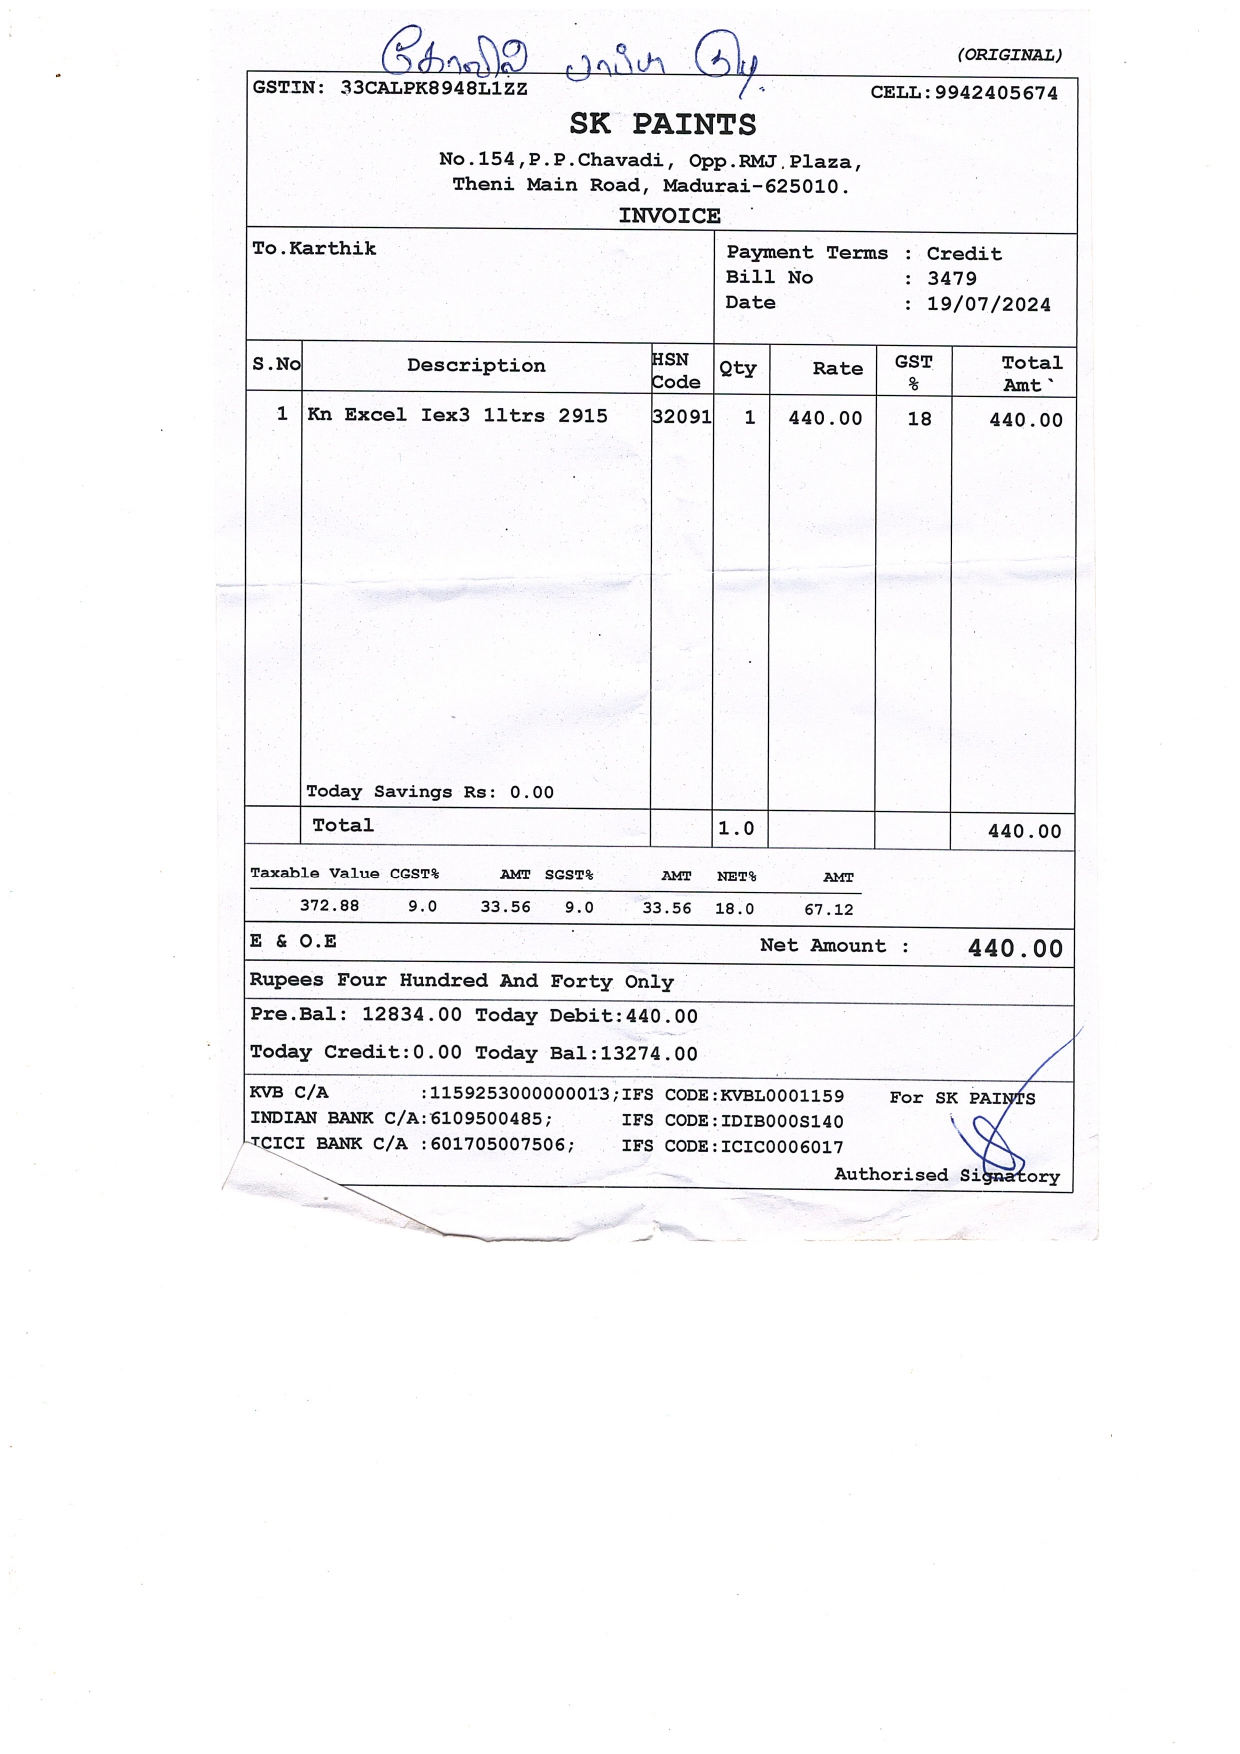 கோவில் பாப்பா குடி.
(ORIGINAL)
GSTIN: 33CALPK8948L1ZZ CELL:9942405674
SK PAINTS
No.154,P.P.Chavadi, Opp.RMJ.Plaza,
Theni Main Road, Madurai-625010.
INVOICE
To.Karthik
Payment Terms : Credit
Bill No : 3479
Date : 19/07/2024
S.No Description HSN Code Qty Rate GST % Total Amt`
1 Kn Excel Iex3 1ltrs 2915 32091 1 440.00 18 440.00
Today Savings Rs: 0.00
Total 1.0 440.00
Taxable Value CGST% AMT SGST% AMT NET% AMT
372.88 9.0 33.56 9.0 33.56 18.0 67.12
E & O.E Net Amount : 440.00
Rupees Four Hundred And Forty Only
Pre.Bal: 12834.00 Today Debit:440.00
Today Credit:0.00 Today Bal:13274.00
KVB C/A :1159253000000013;IFS CODE:KVBL0001159 For SK PAINTS
INDIAN BANK C/A:6109500485; IFS CODE:IDIB000S140
ICICI BANK C/A :601705007506; IFS CODE:ICIC0006017
Authorised Signatory